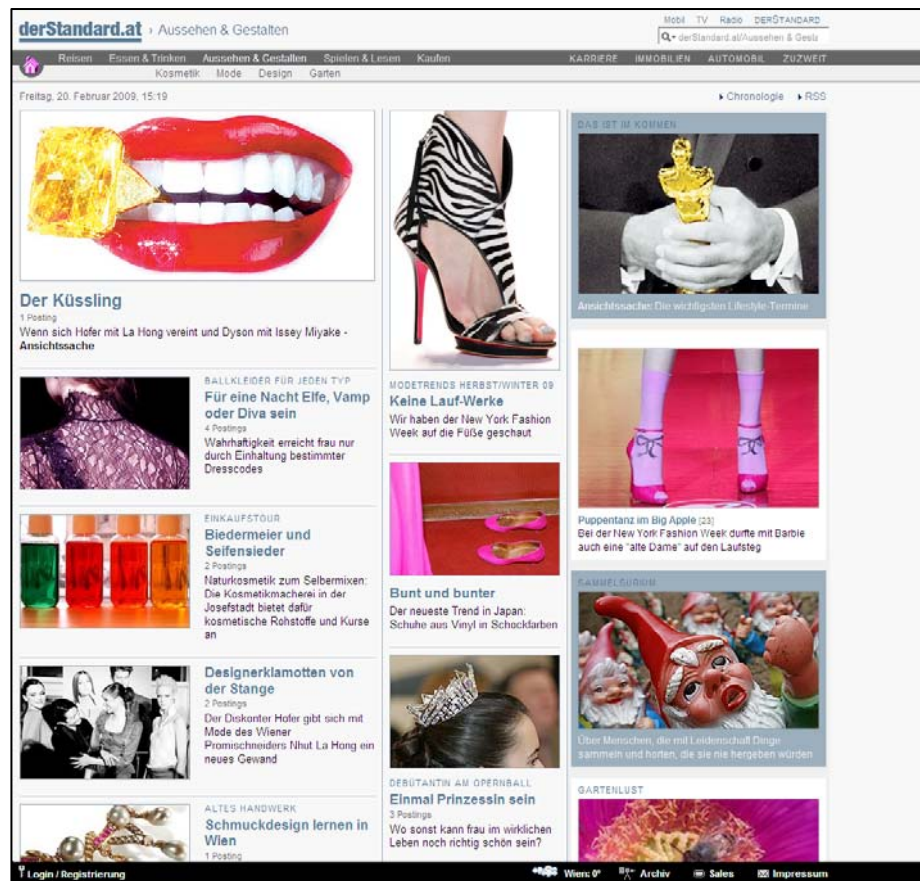 derStandard.at › Aussehen & Gestalten
Mobil TV Radio DERSTANDARD
derStandard.at/Aussehen & Gesta
Reisen Essen & Trinken Aussehen & Gestalten Spielen & Lesen Kaufen
KARRIERE IMMOBILIEN AUTOMOBIL ZUZWEIT
Kosmetik Mode Design Garten
Freitag, 20. Februar 2009, 15:19
Chronologie RSS
Der Küssling
1 Posting
Wenn sich Hofer mit La Hong vereint und Dyson mit Issey Miyake -
Ansichtssache
BALLKLEIDER FÜR JEDEN TYP
Für eine Nacht Elfe, Vamp
oder Diva sein
4 Postings
Wahrhaftigkeit erreicht frau nur
durch Einhaltung bestimmter
Dresscodes
EINKAUFSTOUR
Biedermeier und
Seifensieder
2 Postings
Naturkosmetik zum Selbermixen:
Die Kosmetikmacherei in der
Josefstadt bietet dafür
kosmetische Rohstoffe und Kurse
an
Designerklamotten von
der Stange
2 Postings
Der Diskonter Hofer gibt sich mit
Mode des Wiener
Promischneiders Nhut La Hong ein
neues Gewand
ALTES HANDWERK
Schmuckdesign lernen in
Wien
1 Posting
MODETRENDS HERBST/WINTER 09
Keine Lauf-Werke
Wir haben der New York Fashion
Week auf die Füße geschaut
Bunt und bunter
Der neueste Trend in Japan:
Schuhe aus Vinyl in Schockfarben
DEBÜTANTIN AM OPERNBALL
Einmal Prinzessin sein
3 Postings
Wo sonst kann frau im wirklichen
Leben noch richtig schön sein?
DAS IST IM KOMMEN
Ansichtssache: Die wichtigsten Lifestyle-Termine
Puppentanz im Big Apple [23]
Bei der New York Fashion Week durfte mit Barbie
auch eine "alte Dame" auf den Laufsteg
SAMMELSURIUM
Über Menschen, die mit Leidenschaft Dinge
sammeln und horten, die sie nie hergeben würden
GARTENLUST
Login / Registrierung
Wien: 0° Archiv Sales Impressum